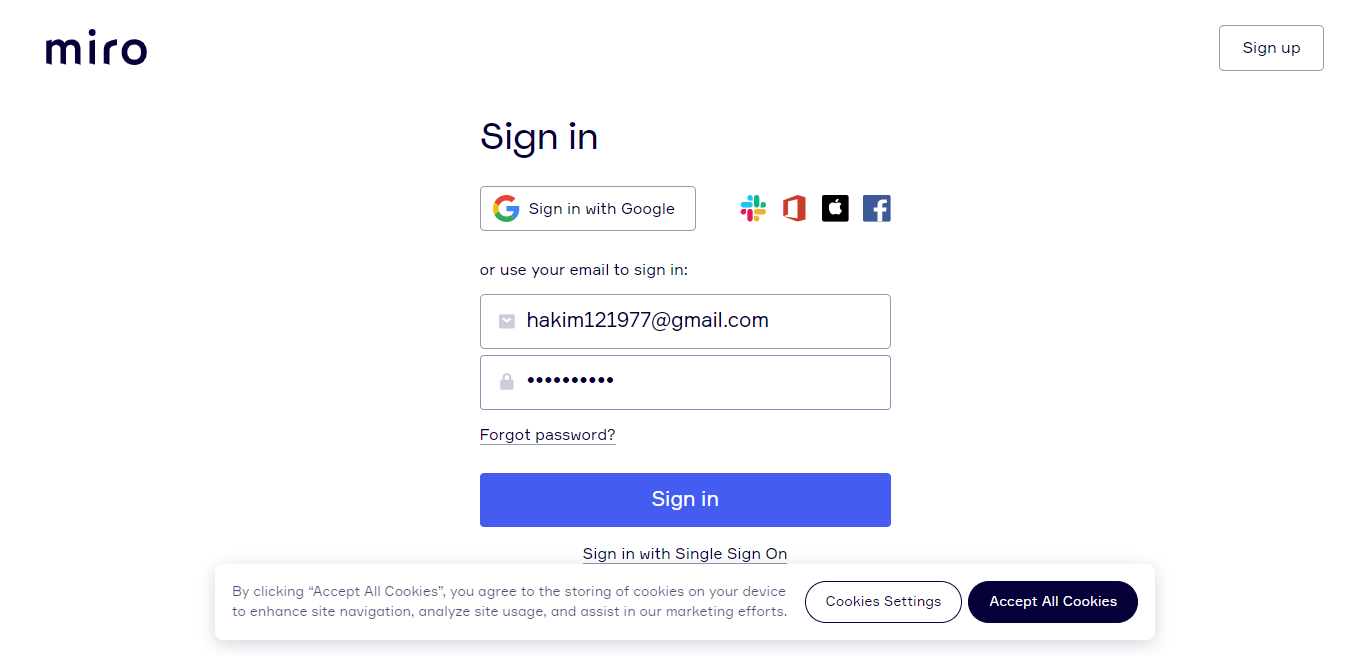 miro
Sign up
Sign in
Sign in with Google
or use your email to sign in:
hakim121977@gmail.com
••••••••••
Forgot password?
Sign in
Sign in with Single Sign On
By clicking “Accept All Cookies”, you agree to the storing of cookies on your device
to enhance site navigation, analyze site usage, and assist in our marketing efforts.
Cookies Settings
Accept All Cookies